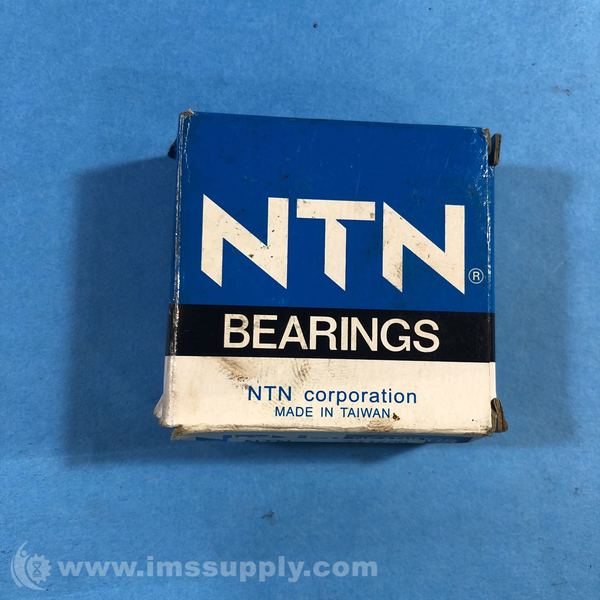 NTN®
BEARINGS
NTN corporation
MADE IN TAIWAN
www.imssupply.com